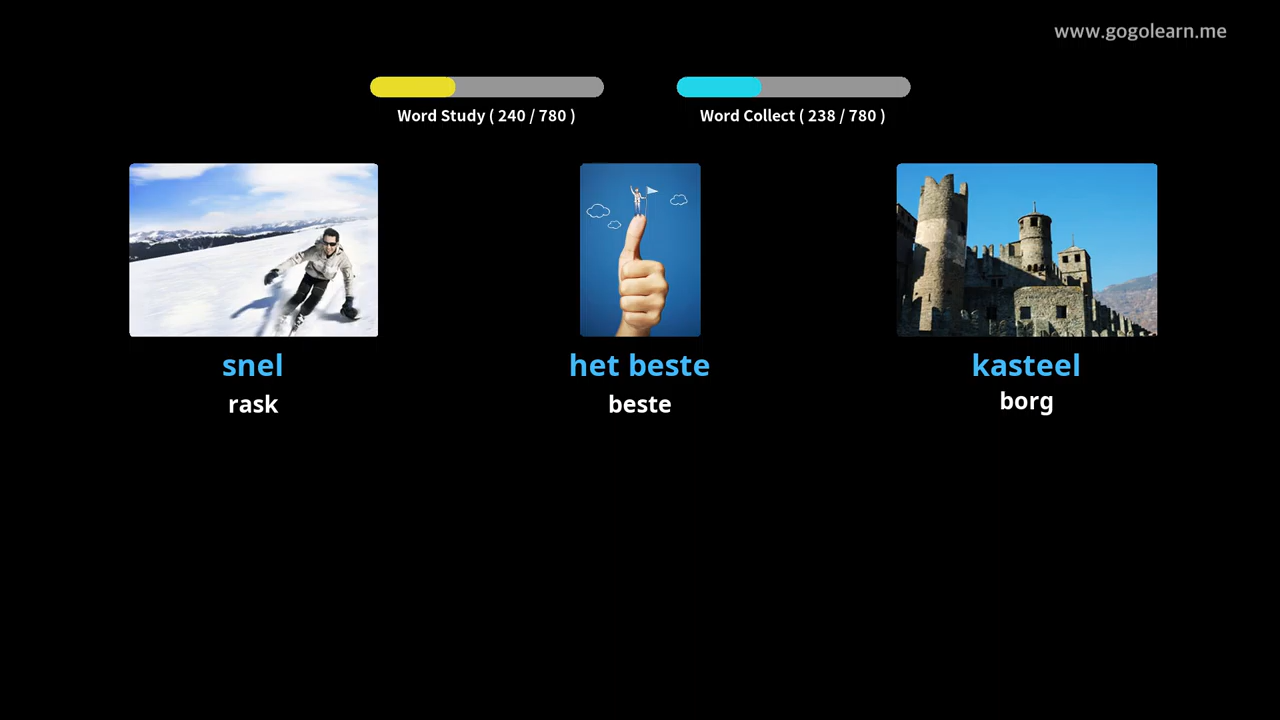 www.gogolearn.me
Word Study ( 240 / 780 )
Word Collect ( 238 / 780 )
snel
rask
het beste
beste
kasteel
borg